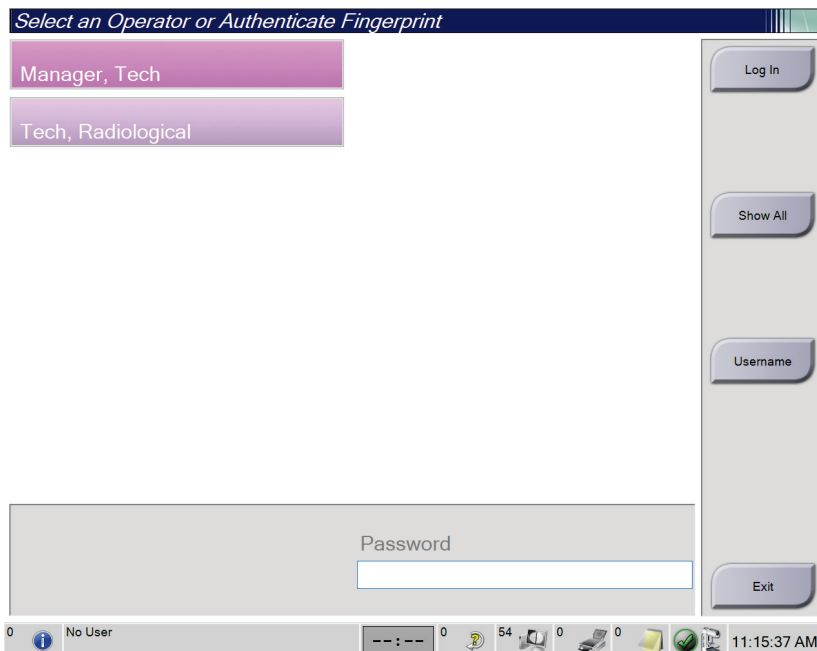 Select an Operator or Authenticate Fingerprint
Manager, Tech
Log In
Tech, Radiological
Show All
Username
Password
Exit
0 No User --:-- 0 54 0 0 11:15:37 AM